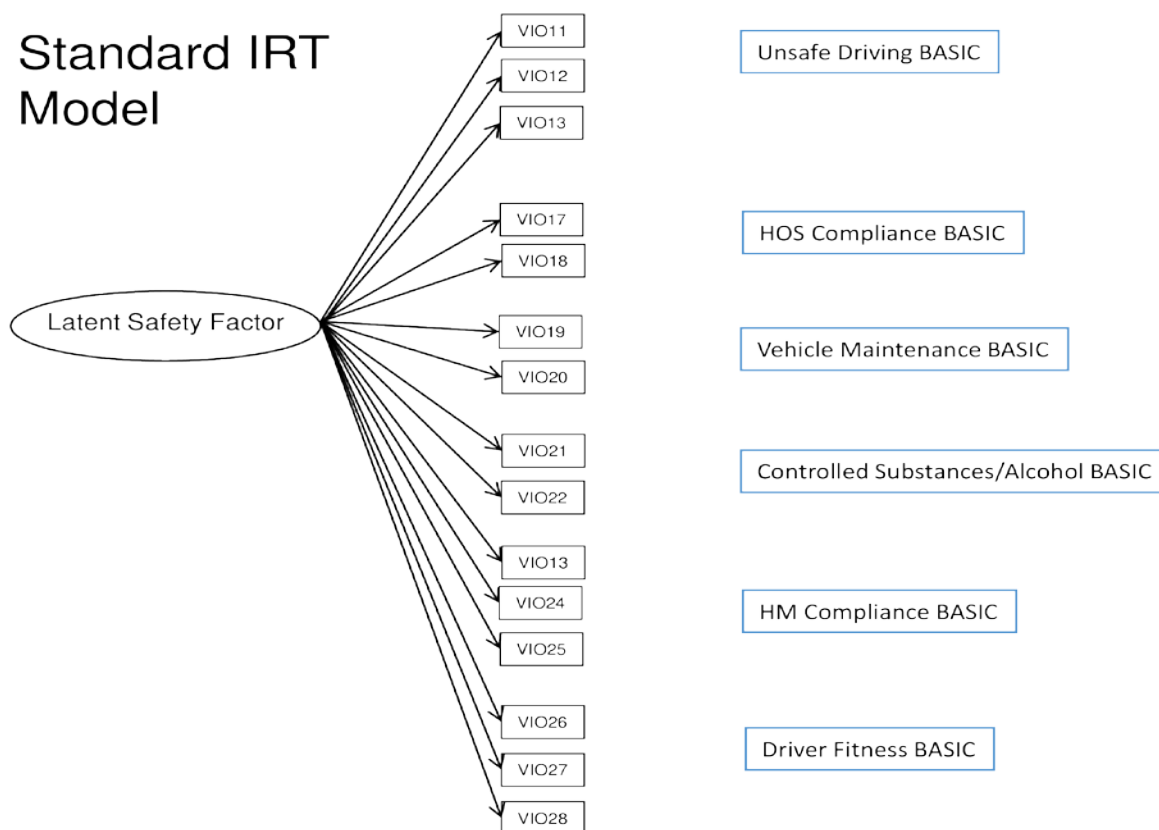 Standard IRT
Model
VIO11
Unsafe Driving BASIC
VIO12
VIO13
VIO17
HOS Compliance BASIC
VIO18
Latent Safety Factor
VIO19
Vehicle Maintenance BASIC
VIO20
VIO21
Controlled Substances/Alcohol BASIC
VIO22
VIO13
VIO24
HM Compliance BASIC
VIO25
VIO26
Driver Fitness BASIC
VIO27
VIO28